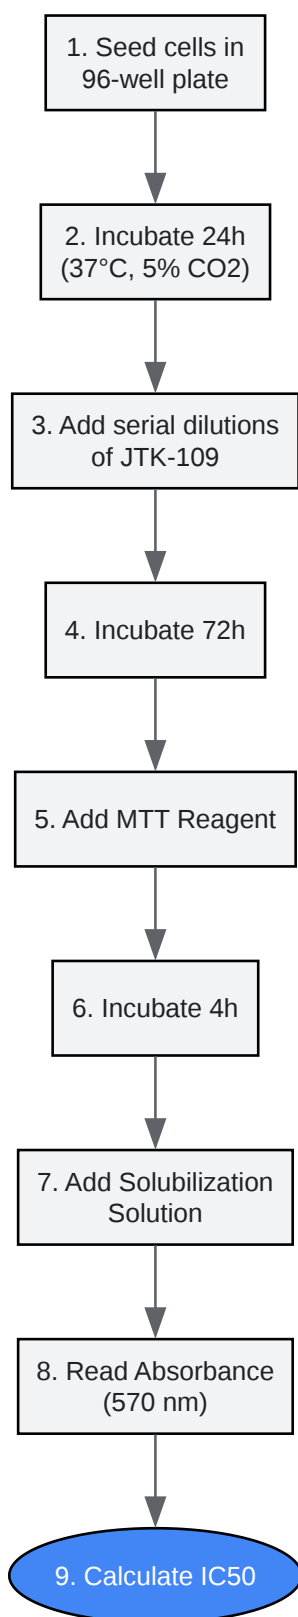 1. Seed cells in
96-well plate
2. Incubate 24h
(37°C, 5% CO2)
3. Add serial dilutions
of JTK-109
4. Incubate 72h
5. Add MTT Reagent
6. Incubate 4h
7. Add Solubilization
Solution
8. Read Absorbance
(570 nm)
9. Calculate IC50